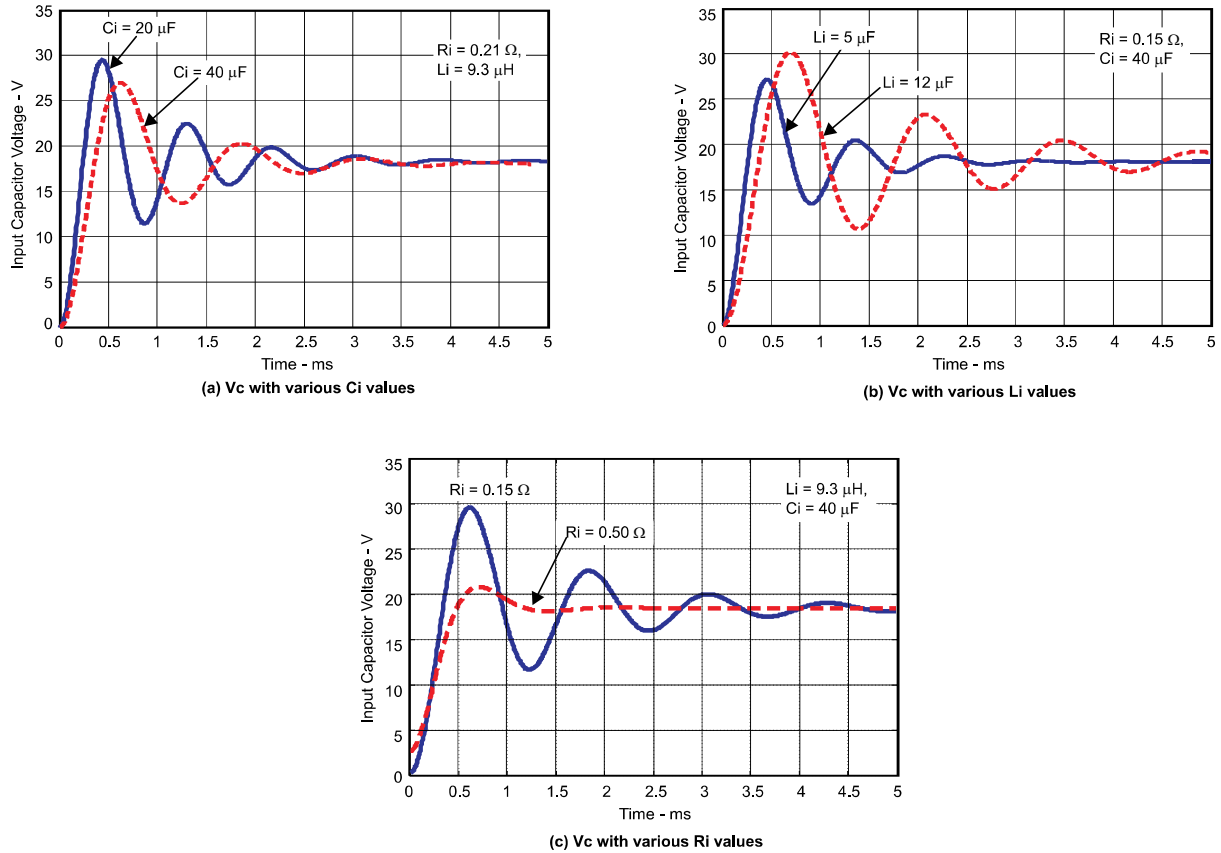 Ci = 20 μF
Ci = 40 μF
Ri = 0.21 Ω,
Li = 9.3 μH
Input Capacitor Voltage - V
35
30
25
20
15
10
5
0
0 0.5 1 1.5 2 2.5 3 3.5 4 4.5 5
Time - ms
(a) Vc with various Ci values
Li = 5 μF
Li = 12 μF
Ri = 0.15 Ω,
Ci = 40 μF
Input Capacitor Voltage - V
35
30
25
20
15
10
5
0
0 0.5 1 1.5 2 2.5 3 3.5 4 4.5 5
Time - ms
(b) Vc with various Li values
Ri = 0.15 Ω
Ri = 0.50 Ω
Li = 9.3 μH,
Ci = 40 μF
Input Capacitor Voltage - V
35
30
25
20
15
10
5
0
0 0.5 1 1.5 2 2.5 3 3.5 4 4.5 5
Time - ms
(c) Vc with various Ri values